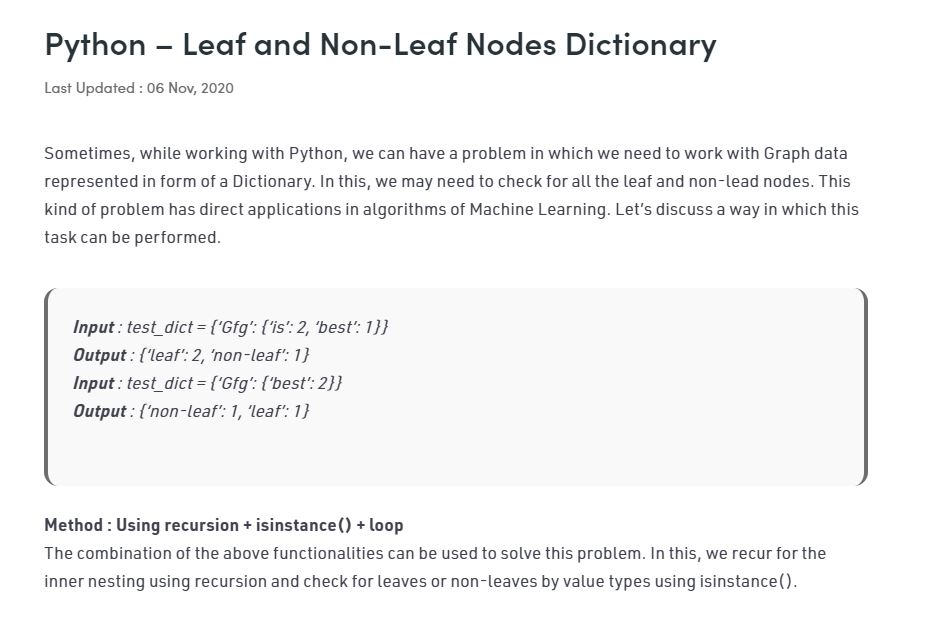 Python – Leaf and Non-Leaf Nodes Dictionary
Last Updated : 06 Nov, 2020
Sometimes, while working with Python, we can have a problem in which we need to work with Graph data
represented in form of a Dictionary. In this, we may need to check for all the leaf and non-lead nodes. This
kind of problem has direct applications in algorithms of Machine Learning. Let’s discuss a way in which this
task can be performed.
Input : test_dict = {‘Gfg’: {‘is’: 2, ‘best’: 1}}
Output : {‘leaf’: 2, ‘non-leaf’: 1}
Input : test_dict = {‘Gfg’: {‘best’: 2}}
Output : {‘non-leaf’: 1, ‘leaf’: 1}
Method : Using recursion + isinstance() + loop
The combination of the above functionalities can be used to solve this problem. In this, we recur for the
inner nesting using recursion and check for leaves or non-leaves by value types using isinstance().